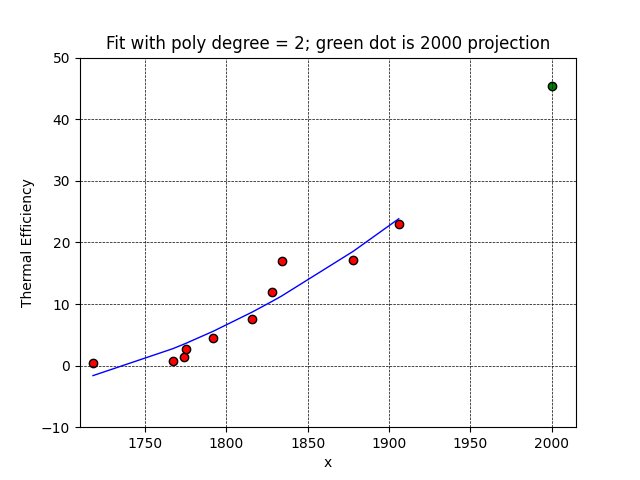 Fit with poly degree = 2; green dot is 2000 projection
50
40
30
20
10
0
−10
Thermal Efficiency
1750 1800 1850 1900 1950 2000
x